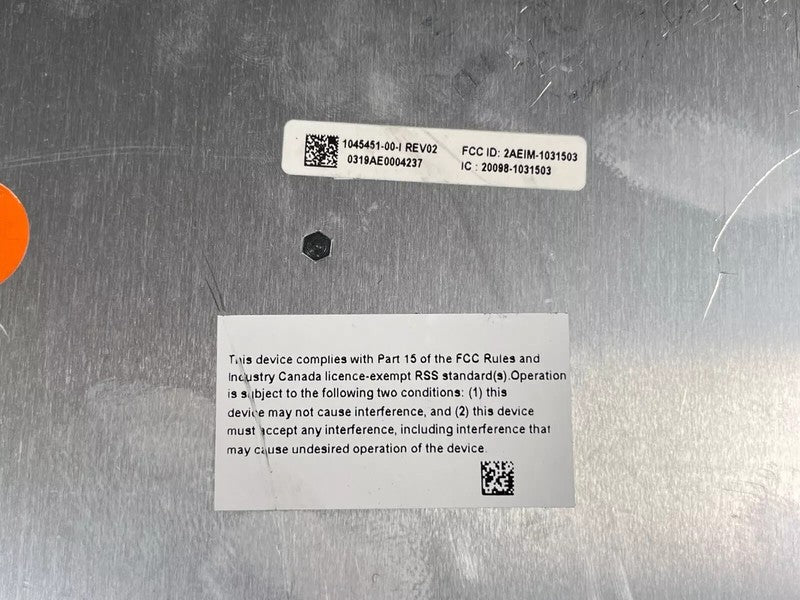 1045451-00-I REV02
0319AE0004237
FCC ID: 2AEIM-1031503
IC : 20098-1031503
This device complies with Part 15 of the FCC Rules and
Industry Canada licence-exempt RSS standard(s).Operation
is subject to the following two conditions: (1) this
device may not cause interference, and (2) this device
must accept any interference, including interference that
may cause undesired operation of the device.